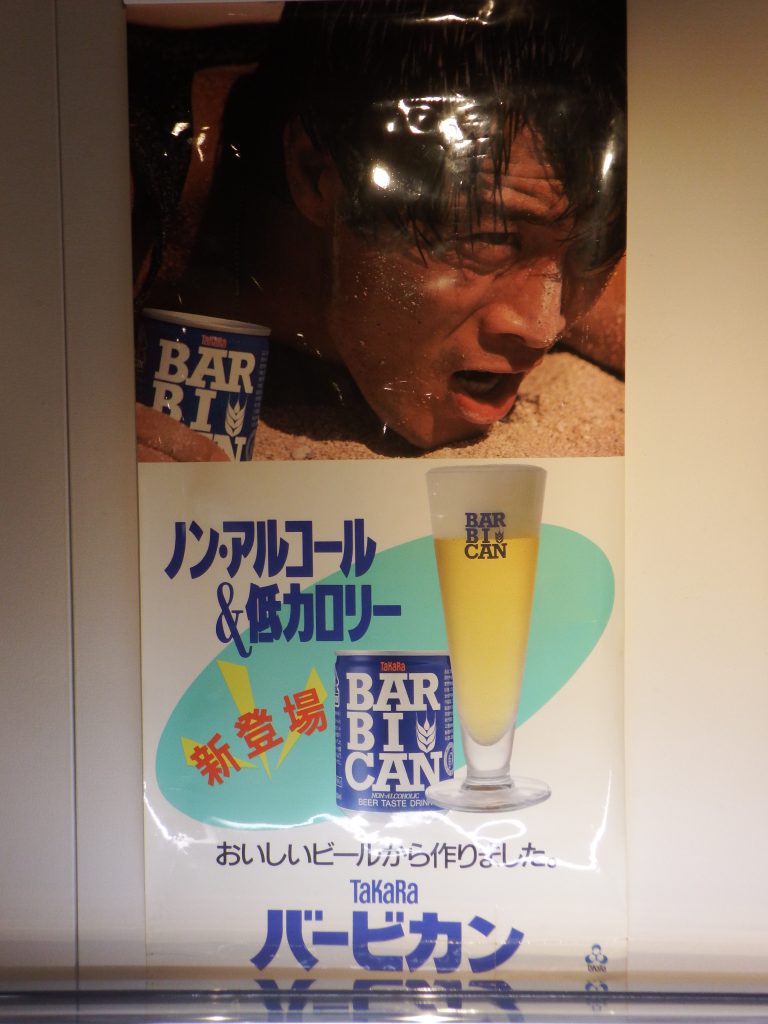 TaKaRa
BAR
BI
CAN
BAR
BI
CAN
ノン・アルコール
&低カロリー
新登場
TaKaRa
BAR
BI
CAN
NON-ALCOHOLIC
BEER TASTE DRINK
おいしいビールから作りました。
TaKaRa
バービカン
TaKaRa